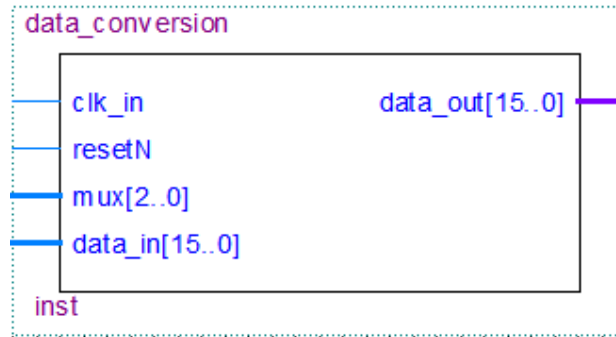 data_conversion
clk_in
data_out[15..0]
resetN
mux[2..0]
data_in[15..0]
inst